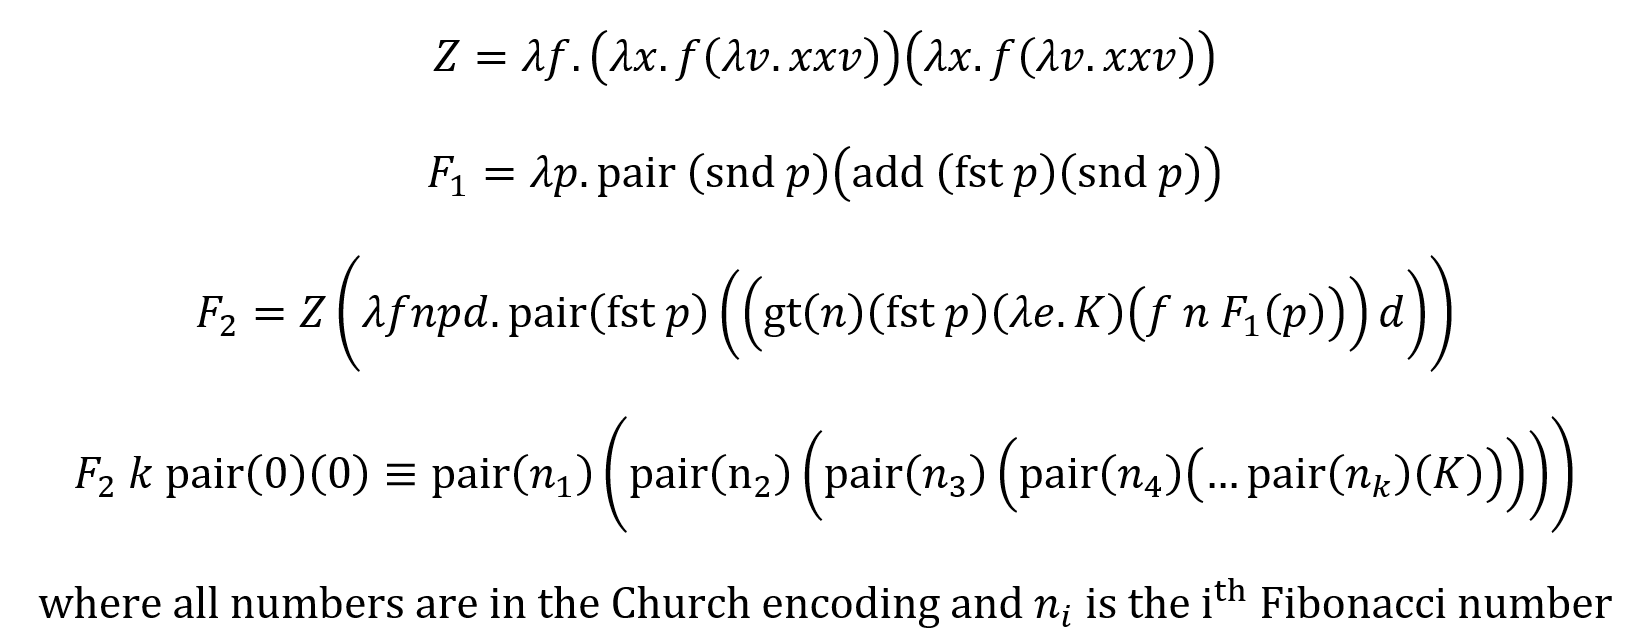 Z = λf.(λx.f(λv.xxv))(λx.f(λv.xxv))
F₁ = λp.pair (snd p)(add (fst p)(snd p))
F₂ = Z(λfnpd.pair(fst p)((gt(n)(fst p)(λe.K)(f n F₁(p)))d))
F₂ k pair(0)(0) ≡ pair(n₁)(pair(n₂)(pair(n₃)(pair(n₄)(… pair(nₖ)(K)))))
where all numbers are in the Church encoding and nᵢ is the iᵗʰ Fibonacci number